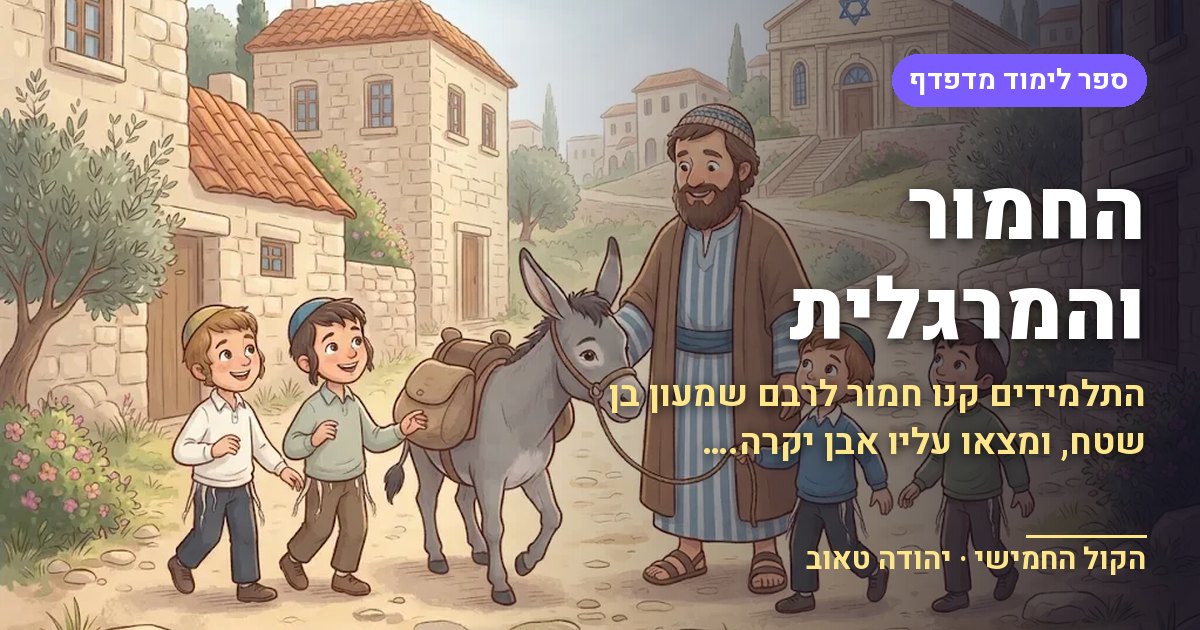 ספר לימוד מדפדף
החמור
והמרגלית
התלמידים קנו חמור לרבם שמעון בן
שטח, ומצאו עליו אבן יקרה....
הקול החמישי · יהודה טאוב